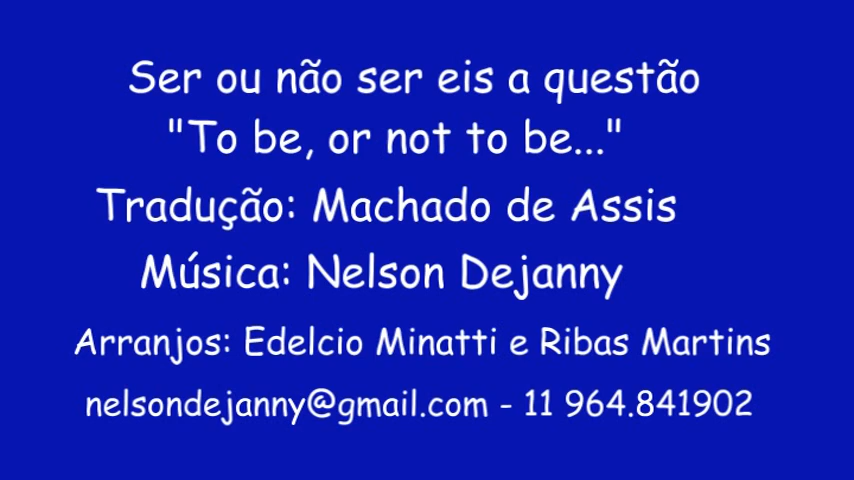 Ser ou não ser eis a questão
"To be, or not to be..."
Tradução: Machado de Assis
Música: Nelson Dejanny
Arranjos: Edelcio Minatti e Ribas Martins
nelsondejanny@gmail.com - 11 964.841902